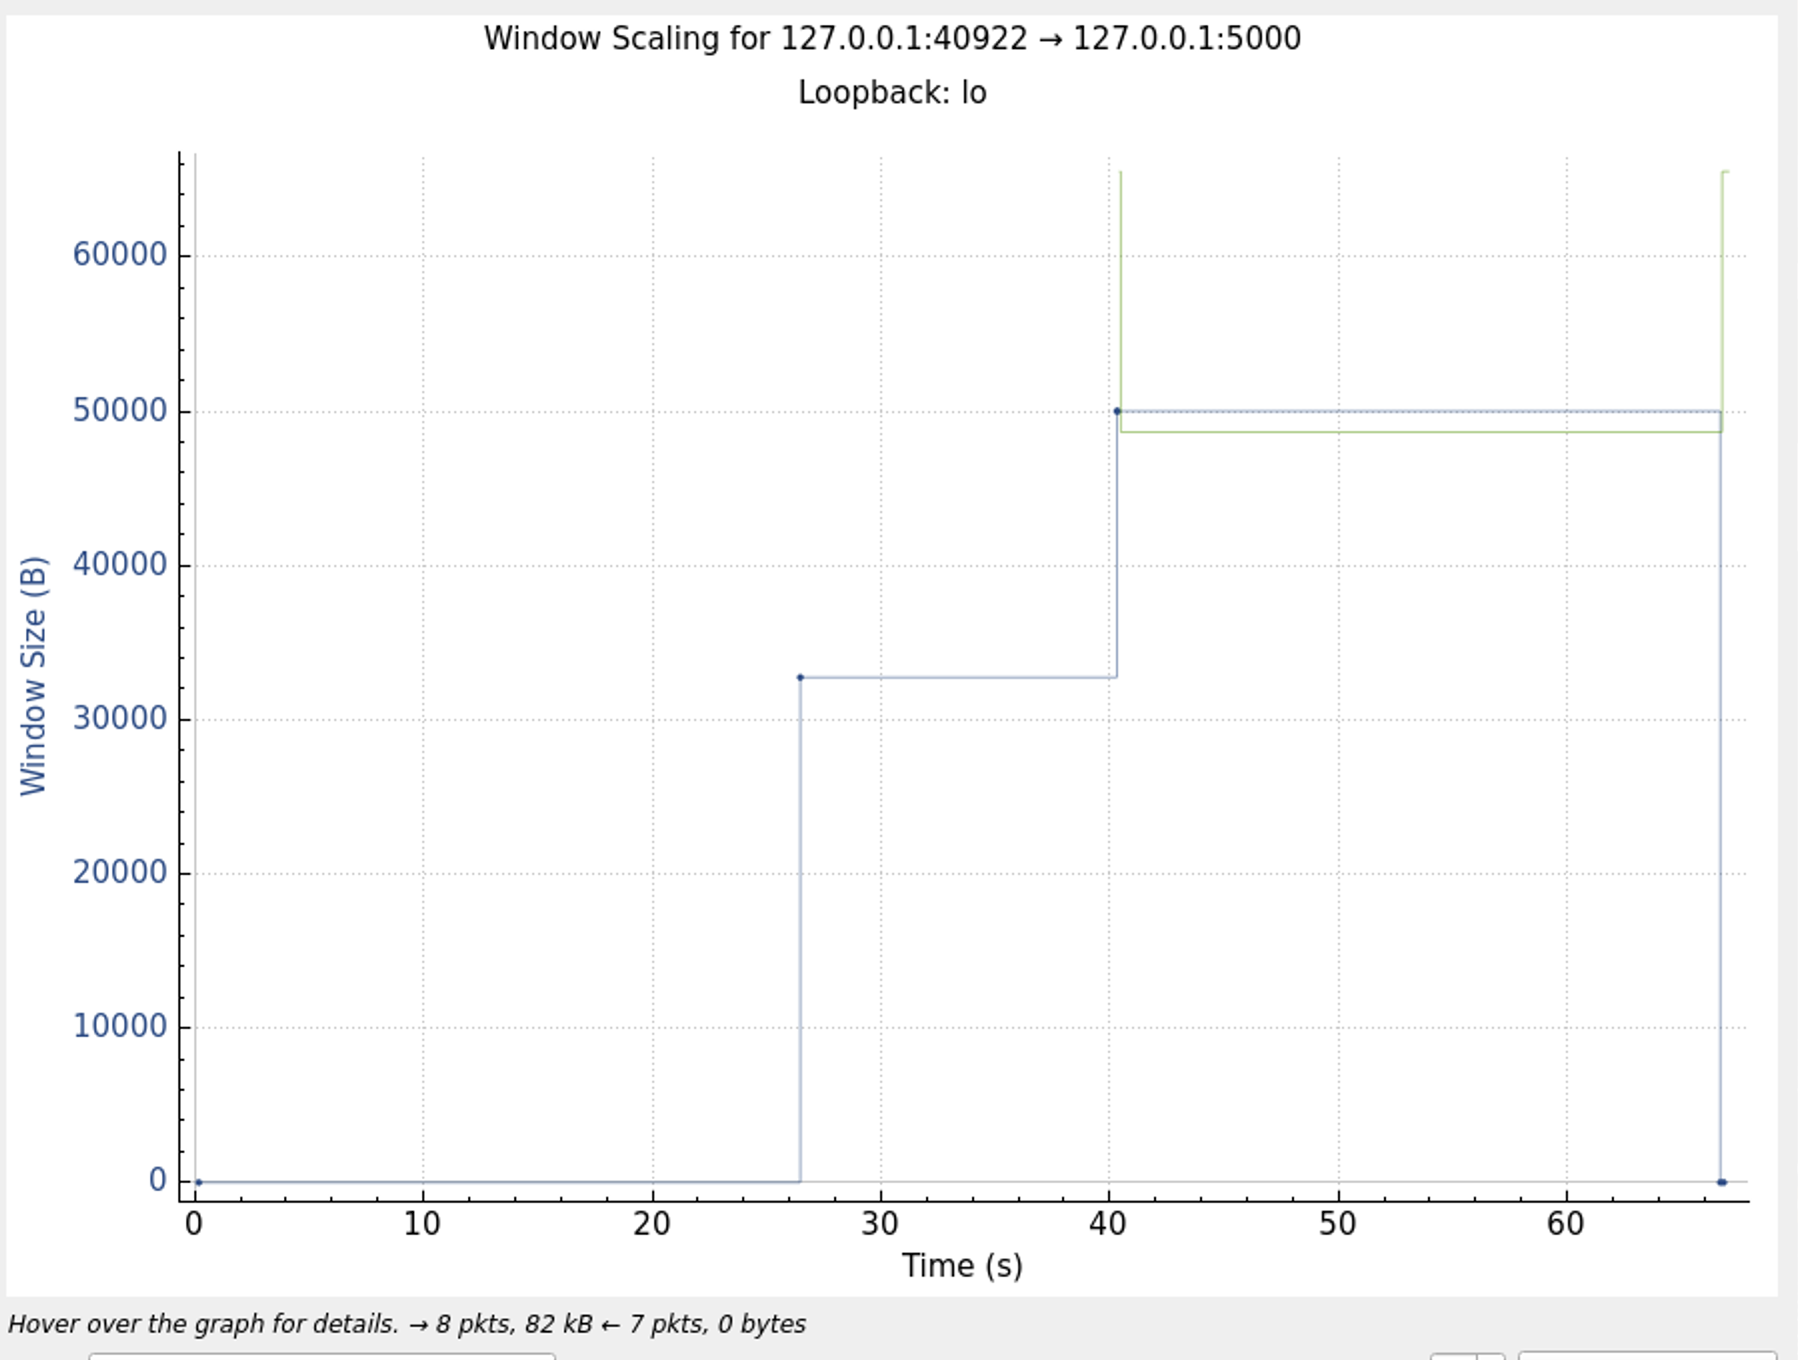 Window Scaling for 127.0.0.1:40922 → 127.0.0.1:5000
Loopback: lo
60000
50000
40000
30000
20000
10000
0
Window Size (B)
0 10 20 30 40 50 60
Time (s)
Hover over the graph for details. → 8 pkts, 82 kB ← 7 pkts, 0 bytes